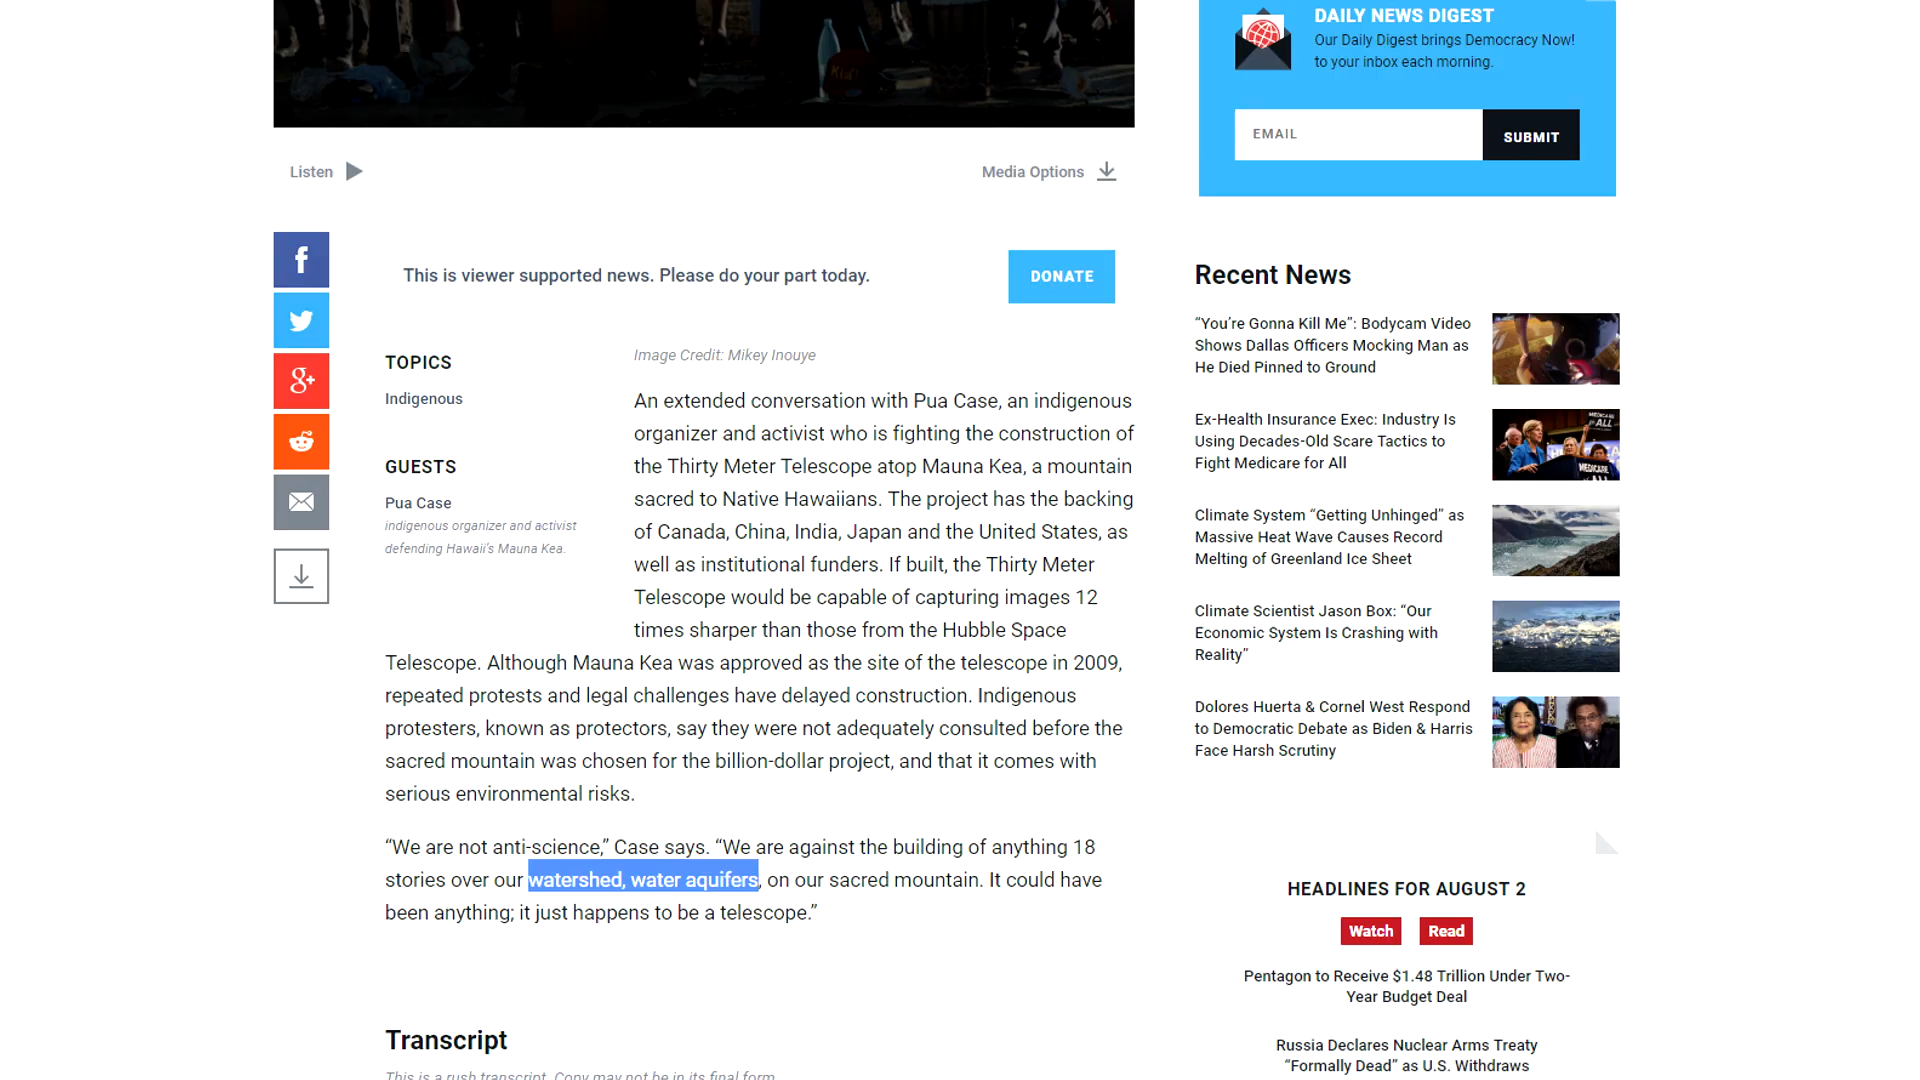 Kid!
Listen
Media Options
This is viewer supported news. Please do your part today.
DONATE
TOPICS
Indigenous
GUESTS
Pua Case
indigenous organizer and activist
defending Hawaii’s Mauna Kea.
Image Credit: Mikey Inouye
An extended conversation with Pua Case, an indigenous
organizer and activist who is fighting the construction of
the Thirty Meter Telescope atop Mauna Kea, a mountain
sacred to Native Hawaiians. The project has the backing
of Canada, China, India, Japan and the United States, as
well as institutional funders. If built, the Thirty Meter
Telescope would be capable of capturing images 12
times sharper than those from the Hubble Space
Telescope. Although Mauna Kea was approved as the site of the telescope in 2009,
repeated protests and legal challenges have delayed construction. Indigenous
protesters, known as protectors, say they were not adequately consulted before the
sacred mountain was chosen for the billion-dollar project, and that it comes with
serious environmental risks.
“We are not anti-science,” Case says. “We are against the building of anything 18
stories over our watershed, water aquifers, on our sacred mountain. It could have
been anything; it just happens to be a telescope.”
Transcript
This is a rush transcript. Copy may not be in its final form.
DAILY NEWS DIGEST
Our Daily Digest brings Democracy Now!
to your inbox each morning.
EMAIL
SUBMIT
Recent News
“You’re Gonna Kill Me”: Bodycam Video
Shows Dallas Officers Mocking Man as
He Died Pinned to Ground
Ex-Health Insurance Exec: Industry Is
Using Decades-Old Scare Tactics to
Fight Medicare for All
MEDICARE
ALL
MEDICARE
Climate System “Getting Unhinged” as
Massive Heat Wave Causes Record
Melting of Greenland Ice Sheet
Climate Scientist Jason Box: “Our
Economic System Is Crashing with
Reality”
Dolores Huerta & Cornel West Respond
to Democratic Debate as Biden & Harris
Face Harsh Scrutiny
HEADLINES FOR AUGUST 2
Watch
Read
Pentagon to Receive $1.48 Trillion Under Two-
Year Budget Deal
Russia Declares Nuclear Arms Treaty
“Formally Dead” as U.S. Withdraws